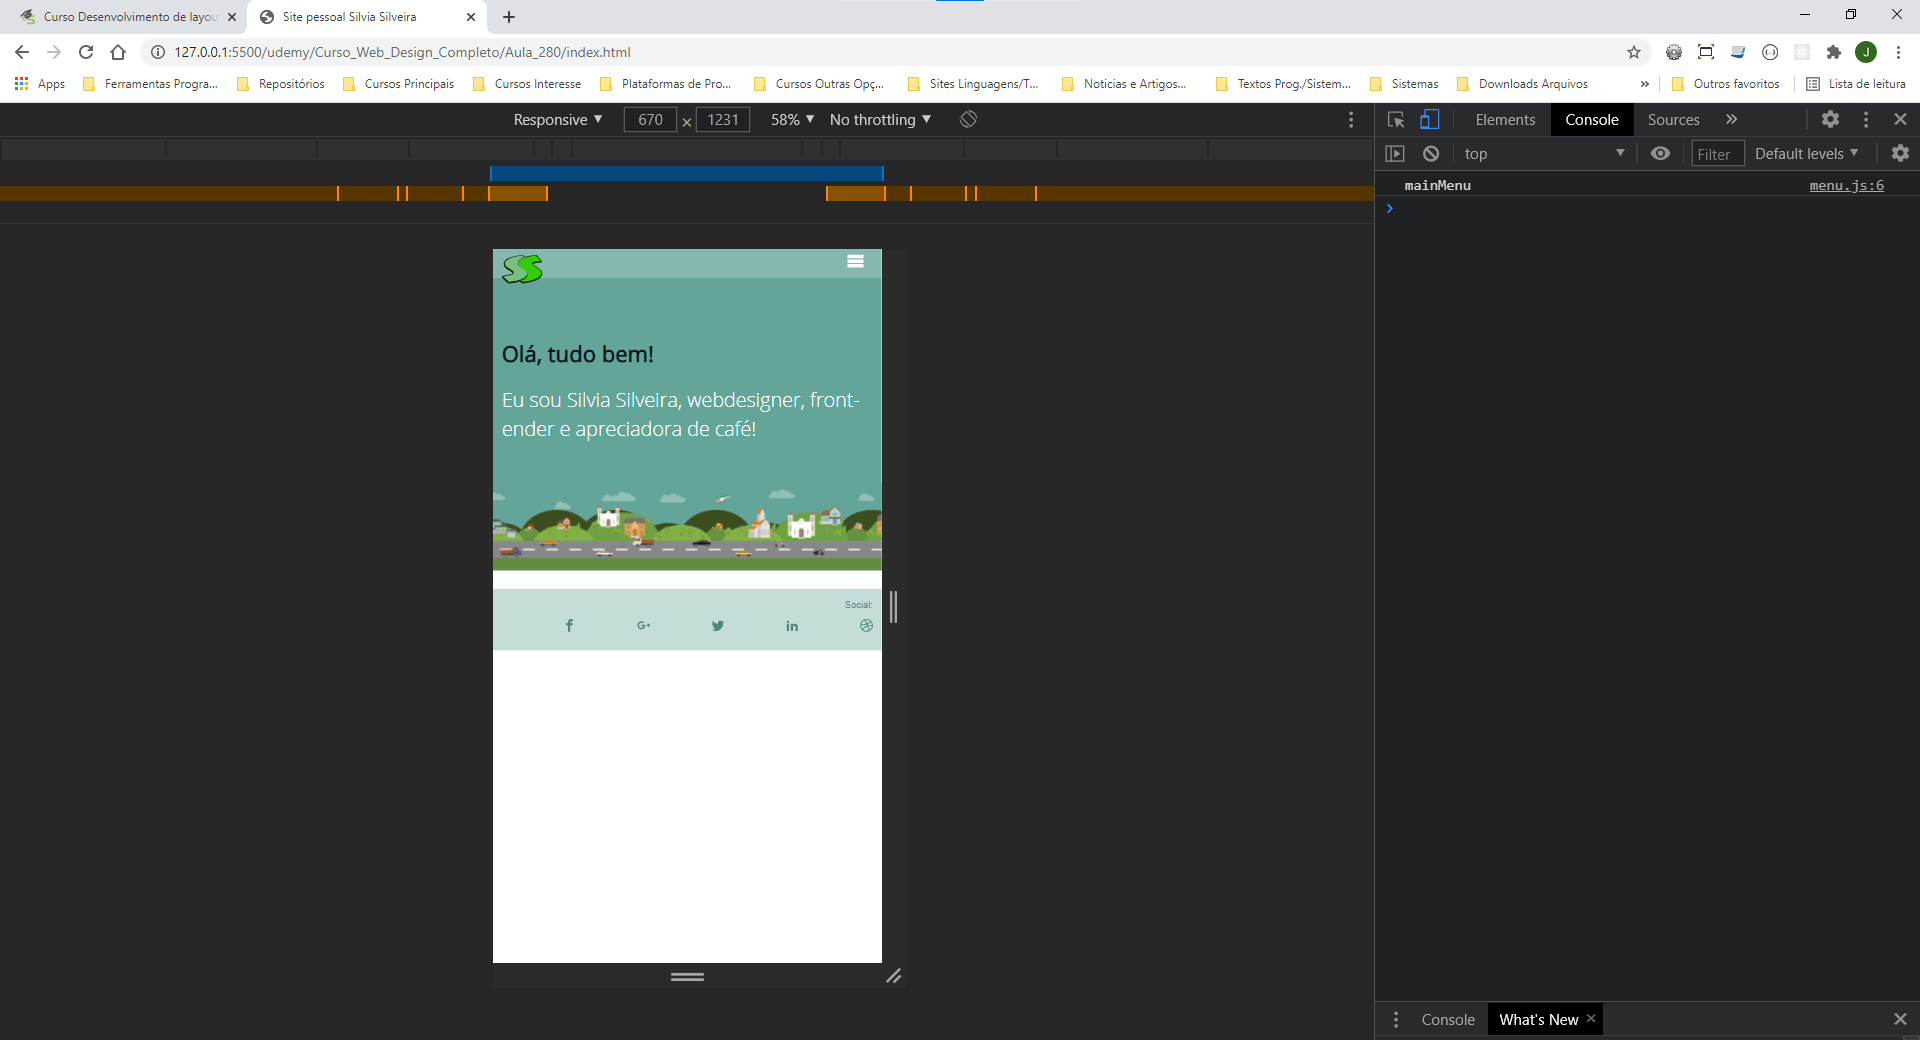 Curso Desenvolvimento de layou
Site pessoal Silvia Silveira
127.0.0.1:5500/udemy/Curso_Web_Design_Completo/Aula_280/index.html
J
Apps
Ferramentas Progra...
Repositórios
Cursos Principais
Cursos Interesse
Plataformas de Pro...
Cursos Outras Opç...
Sites Linguagens/T...
Noticias e Artigos...
Textos Prog./Sistem...
Sistemas
Downloads Arquivos
»
Outros favoritos
Lista de leitura
Responsive
670
×
1231
58%
No throttling
Elements
Console
Sources
»
top
Filter
Default levels
mainMenu
menu.js:6
SS
Olá, tudo bem!
Eu sou Silvia Silveira, webdesigner, front-
ender e apreciadora de café!
Social:
f
G+
in
Console
What's New